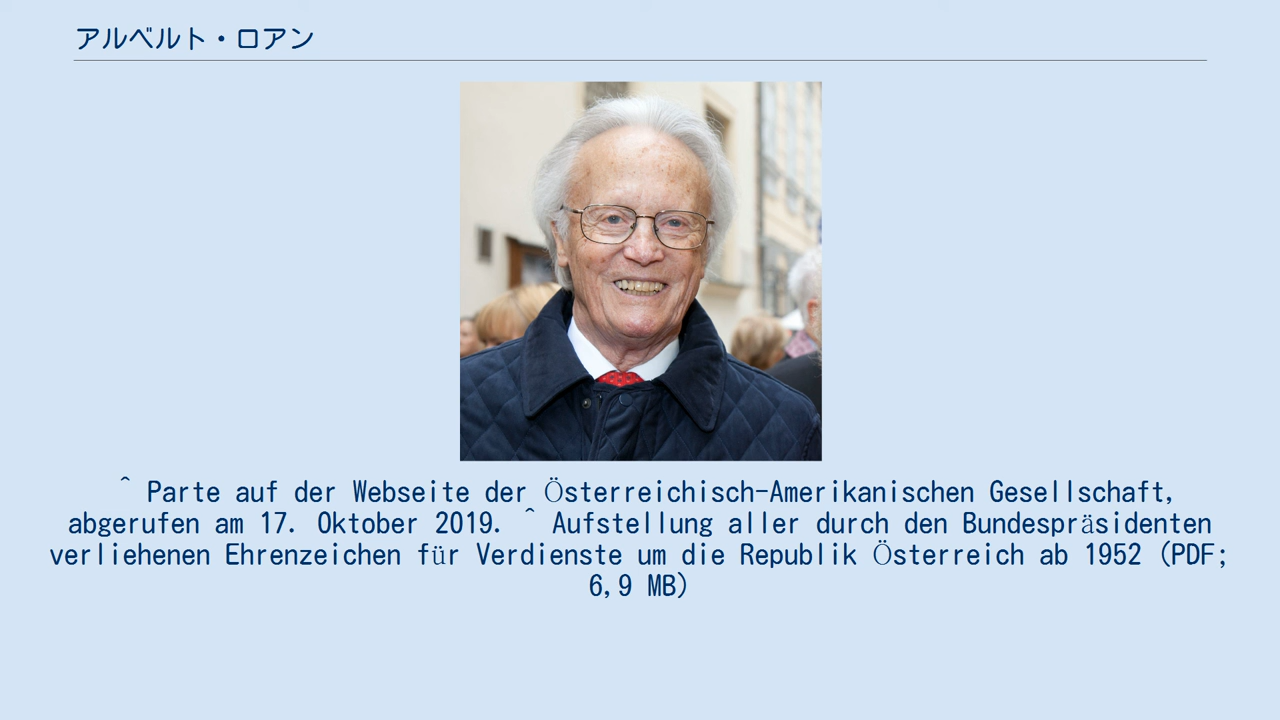 アルベルト・ロアン
^ Parte auf der Webseite der Österreichisch-Amerikanischen Gesellschaft,
abgerufen am 17. Oktober 2019. ^ Aufstellung aller durch den Bundespräsidenten
verliehenen Ehrenzeichen für Verdienste um die Republik Österreich ab 1952 (PDF;
6,9 MB)